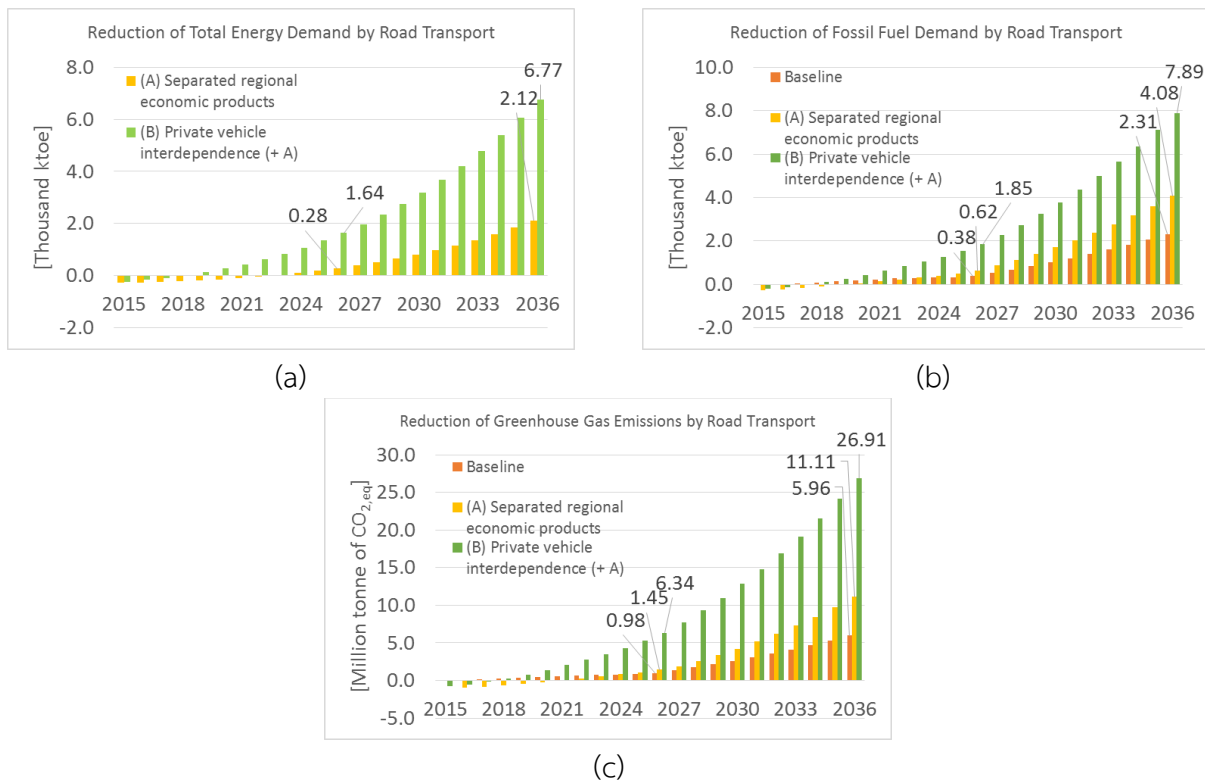 Reduction of Total Energy Demand by Road Transport
8.0
6.0
4.0
2.0
0.0
-2.0
[Thousand ktoe]
(A) Separated regional
economic products
(B) Private vehicle
interdependence (+ A)
6.77
2.12
1.64
0.28
2015 2018 2021 2024 2027 2030 2033 2036
(a)
Reduction of Fossil Fuel Demand by Road Transport
10.0
8.0
6.0
4.0
2.0
0.0
-2.0
[Thousand ktoe]
Baseline
(A) Separated regional
economic products
(B) Private vehicle
interdependence (+ A)
7.89
4.08
2.31
1.85
0.62
0.38
2015 2018 2021 2024 2027 2030 2033 2036
(b)
Reduction of Greenhouse Gas Emissions by Road Transport
30.0
25.0
20.0
15.0
10.0
5.0
0.0
-5.0
[Million tonne of CO2,eq]
Baseline
(A) Separated regional
economic products
(B) Private vehicle
interdependence (+ A)
26.91
11.11
5.96
6.34
1.45
0.98
2015 2018 2021 2024 2027 2030 2033 2036
(c)